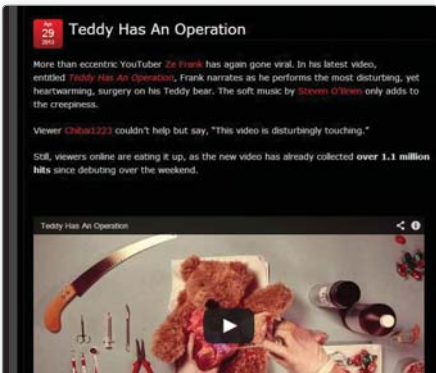 Apr
29
2012
Teddy Has An Operation
More than eccentric YouTuber Ze Frank has again gone viral. In his latest video,
entitled Teddy Has An Operation, Frank narrates as he performs the most disturbing, yet
heartwarming, surgery on his Teddy bear. The soft music by Steven O'Brien only adds to
the creepiness.
Viewer Chibixi1223 couldn't help but say, "This video is disturbingly touching."
Still, viewers online are eating it up, as the new video has already collected over 1.1 million
hits since debuting over the weekend.
Teddy Has An Operation